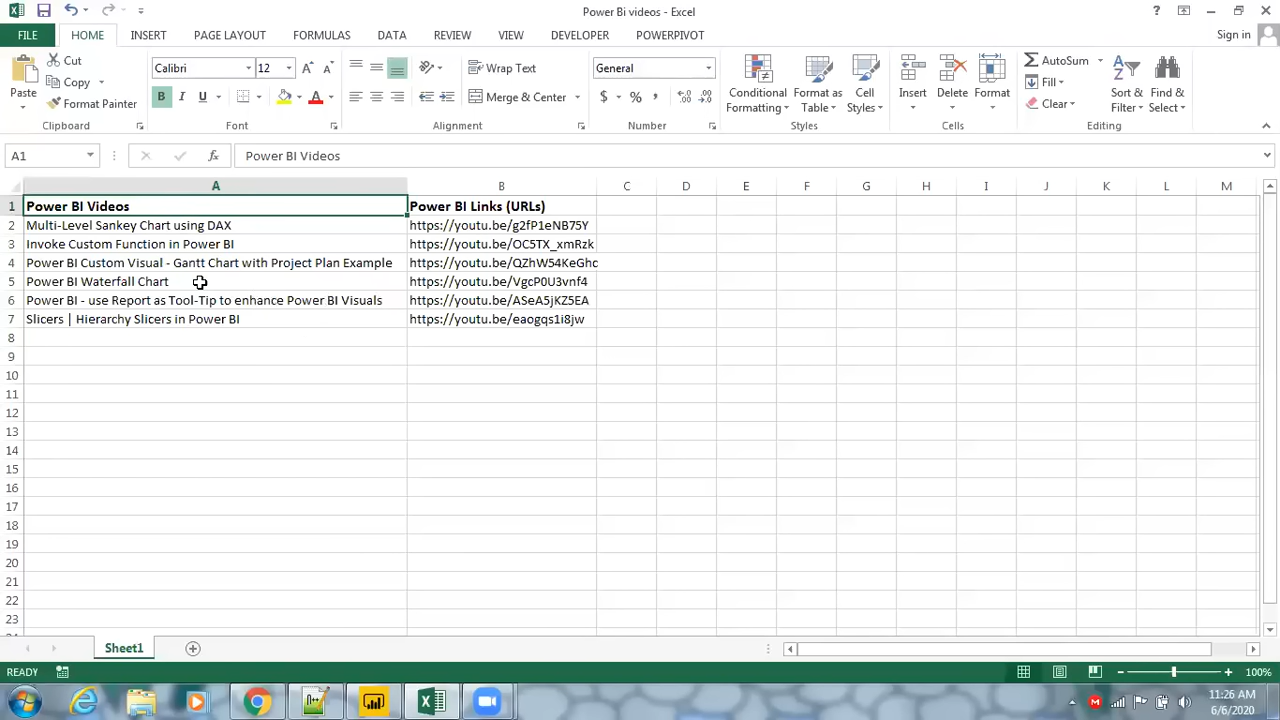 Power Bi videos - Excel
Sign in
FILE HOME INSERT PAGE LAYOUT FORMULAS DATA REVIEW VIEW DEVELOPER POWERPIVOT
Paste
Cut
Copy
Format Painter
Clipboard
Calibri 12
B I U
Font
Wrap Text
Merge & Center
Alignment
General
$ % ,
Number
Conditional Formatting
Format as Table
Cell Styles
Styles
Insert Delete Format
Cells
AutoSum
Fill
Clear
Sort & Filter
Find & Select
Editing
A1 fx Power BI Videos
A B C D E F G H I J K L M
1 Power BI Videos Power BI Links (URLs)
2 Multi-Level Sankey Chart using DAX https://youtu.be/g2fP1eNB75Y
3 Invoke Custom Function in Power BI https://youtu.be/OC5TX_xmRzk
4 Power BI Custom Visual - Gantt Chart with Project Plan Example https://youtu.be/QZhW54KeGhc
5 Power BI Waterfall Chart https://youtu.be/VgcP0U3vnf4
6 Power BI - use Report as Tool-Tip to enhance Power BI Visuals https://youtu.be/ASeA5jKZ5EA
7 Slicers | Hierarchy Slicers in Power BI https://youtu.be/eaogqs1i8jw
8
9
10
11
12
13
14
15
16
17
18
19
20
21
22
23
Sheet1
READY
100%
11:26 AM
6/6/2020